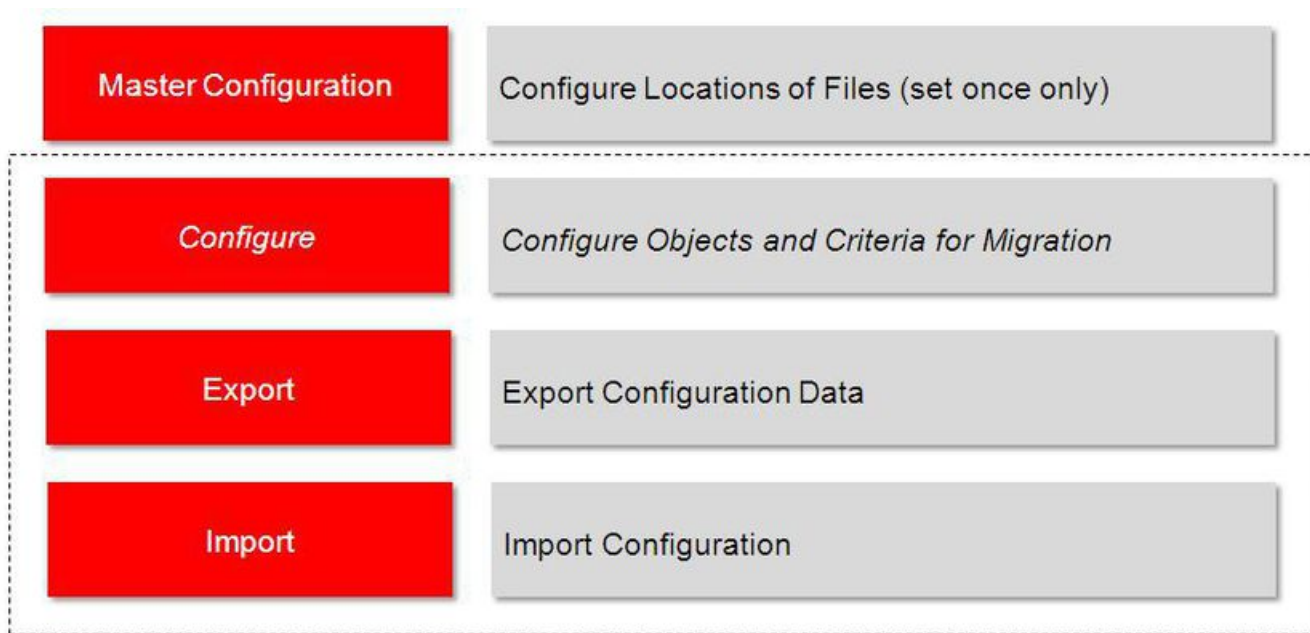 Master Configuration
Configure Locations of Files (set once only)
Configure
Configure Objects and Criteria for Migration
Export
Export Configuration Data
Import
Import Configuration